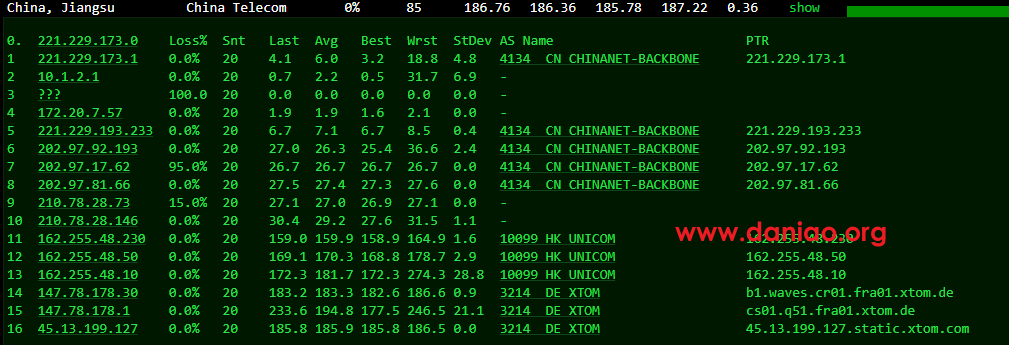 China, Jiangsu China Telecom 0% 85 186.76 186.36 185.78 187.22 0.36 show
0. 221.229.173.0 Loss% Snt Last Avg Best Wrst StDev AS Name PTR
1 221.229.173.1 0.0% 20 4.1 6.0 3.2 18.8 4.8 4134 CN CHINANET-BACKBONE 221.229.173.1
2 10.1.2.1 0.0% 20 0.7 2.2 0.5 31.7 6.9 -
3 ??? 100.0 20 0.0 0.0 0.0 0.0 0.0 -
4 172.20.7.57 0.0% 20 1.9 1.9 1.6 2.1 0.0 -
5 221.229.193.233 0.0% 20 6.7 7.1 6.7 8.5 0.4 4134 CN CHINANET-BACKBONE 221.229.193.233
6 202.97.92.193 0.0% 20 27.0 26.3 25.4 36.6 2.4 4134 CN CHINANET-BACKBONE 202.97.92.193
7 202.97.17.62 95.0% 20 26.7 26.7 26.7 26.7 0.0 4134 CN CHINANET-BACKBONE 202.97.17.62
8 202.97.81.66 0.0% 20 27.5 27.4 27.3 27.6 0.0 4134 CN CHINANET-BACKBONE 202.97.81.66
9 210.78.28.73 15.0% 20 27.1 27.0 26.9 27.1 0.0 -
10 210.78.28.146 0.0% 20 30.4 29.2 27.6 31.5 1.1 -
www.daniao.org
11 162.255.48.230 0.0% 20 159.0 159.9 158.9 164.9 1.6 10099 HK UNICOM 162.255.48.230
12 162.255.48.50 0.0% 20 169.1 170.3 168.8 178.7 2.9 10099 HK UNICOM 162.255.48.50
13 162.255.48.10 0.0% 20 172.3 181.7 172.3 274.3 28.8 10099 HK UNICOM 162.255.48.10
14 147.78.178.30 0.0% 20 183.2 183.3 182.6 186.6 0.9 3214 DE XTOM b1.waves.cr01.fra01.xtom.de
15 147.78.178.1 0.0% 20 233.6 194.8 177.5 246.5 21.1 3214 DE XTOM cs01.q51.fra01.xtom.de
16 45.13.199.127 0.0% 20 185.8 185.9 185.8 186.5 0.0 3214 DE XTOM 45.13.199.127.static.xtom.com